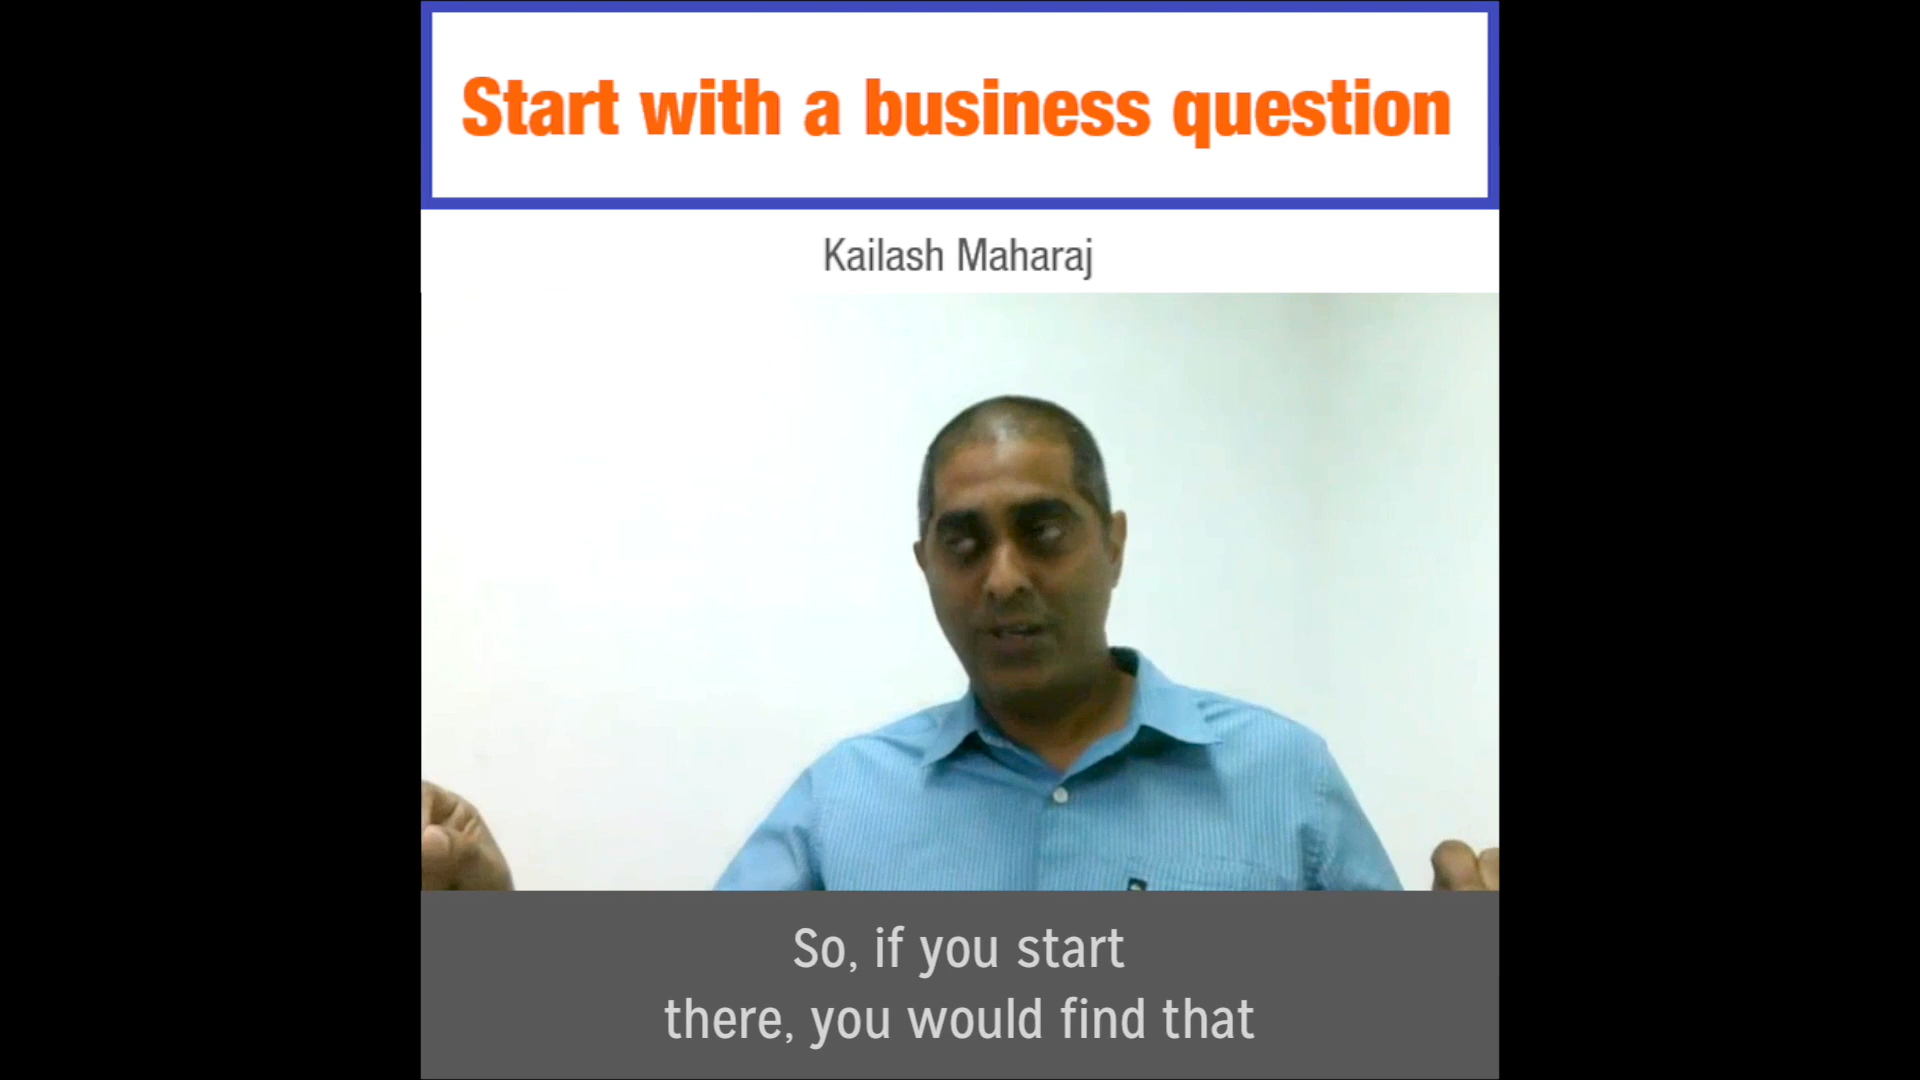 Start with a business question
Kailash Maharaj
So, if you start
there, you would find that